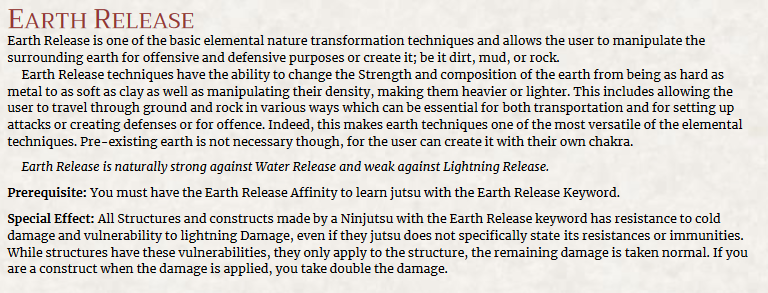 EARTH RELEASE
Earth Release is one of the basic elemental nature transformation techniques and allows the user to manipulate the
surrounding earth for offensive and defensive purposes or create it; be it dirt, mud, or rock.
Earth Release techniques have the ability to change the Strength and composition of the earth from being as hard as
metal to as soft as clay as well as manipulating their density, making them heavier or lighter. This includes allowing the
user to travel through ground and rock in various ways which can be essential for both transportation and for setting up
attacks or creating defenses or for offence. Indeed, this makes earth techniques one of the most versatile of the elemental
techniques. Pre-existing earth is not necessary though, for the user can create it with their own chakra.
Earth Release is naturally strong against Water Release and weak against Lightning Release.
Prerequisite: You must have the Earth Release Affinity to learn jutsu with the Earth Release Keyword.
Special Effect: All Structures and constructs made by a Ninjutsu with the Earth Release keyword has resistance to cold
damage and vulnerability to lightning Damage, even if they jutsu does not specifically state its resistances or immunities.
While structures have these vulnerabilities, they only apply to the structure, the remaining damage is taken normal. If you
are a construct when the damage is applied, you take double the damage.